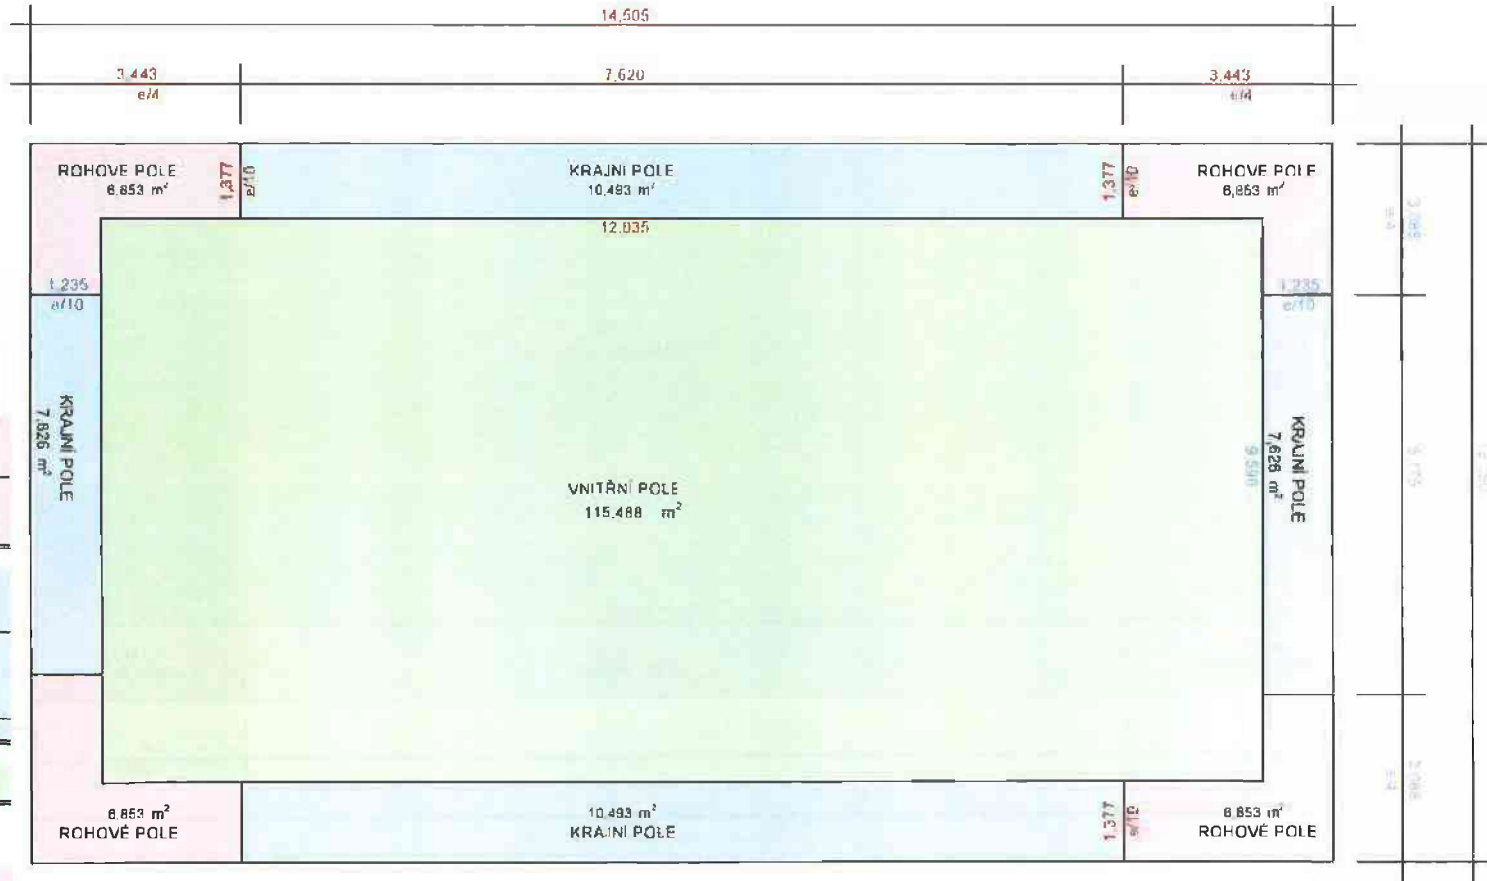 14,505
3,443
e/4
7,620
3,443
e/4
ROHOVÉ POLE
6,853 m²
1,377
e/10
KRAJNÍ POLE
10,493 m²
1,377
e/10
ROHOVÉ POLE
6,853 m²
12,035
1,235
e/10
1,235
e/10
KRAJNÍ POLE
7,626 m²
VNITŘNÍ POLE
115,488 m²
9,596
KRAJNÍ POLE
7,626 m²
6,853 m²
ROHOVÉ POLE
10,493 m²
KRAJNÍ POLE
1,377
e/10
6,853 m²
ROHOVÉ POLE